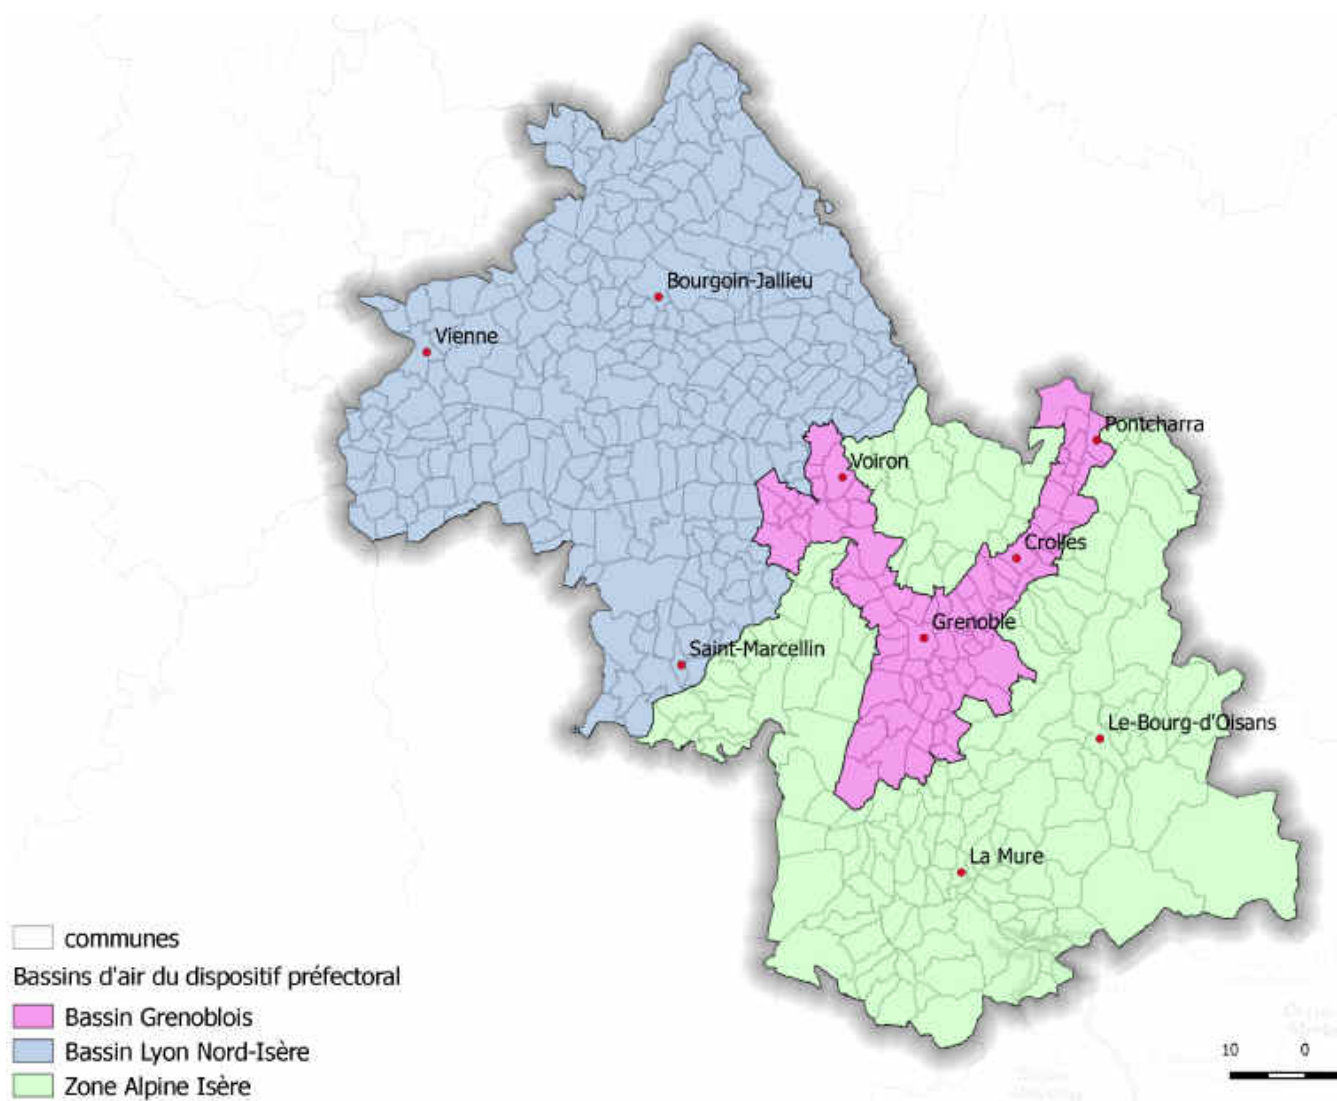 Bourgoin-Jallieu
Vienne
Pontcharra
Voiron
Crolles
Grenoble
Saint-Marcellin
Le-Bourg-d'Oisans
La Mure
communes
Bassins d'air du dispositif préfectoral
Bassin Grenoblois
Bassin Lyon Nord-Isère
Zone Alpine Isère
10 0